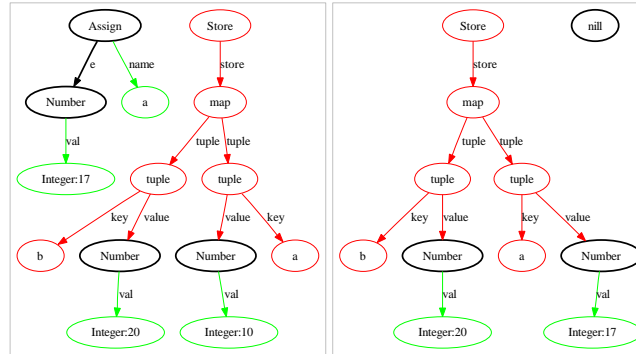 Assign Store
e name store
Number a map
val tuple tuple
Integer:17 tuple tuple
key value value key
b Number Number a
val val
Integer:20 Integer:10
Store nill
store
map
tuple tuple
tuple tuple
key value key value
b Number a Number
val val
Integer:20 Integer:17